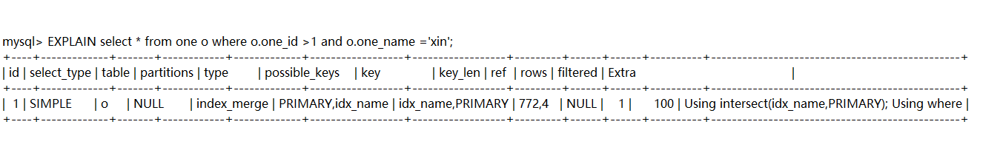 mysql> EXPLAIN select * from one o where o.one_id >1 and o.one_name ='xin';
+----+-------------+-------+------------+-------------+-------------------+-------------------+---------+------+------+----------+------------------------------------------------+
| id | select_type | table | partitions | type | possible_keys | key | key_len | ref | rows | filtered | Extra |
+----+-------------+-------+------------+-------------+-------------------+-------------------+---------+------+------+----------+------------------------------------------------+
| 1 | SIMPLE | o | NULL | index_merge | PRIMARY,idx_name | idx_name,PRIMARY | 772,4 | NULL | 1 | 100 | Using intersect(idx_name,PRIMARY); Using where |
+----+-------------+-------+------------+-------------+-------------------+-------------------+---------+------+------+----------+------------------------------------------------+